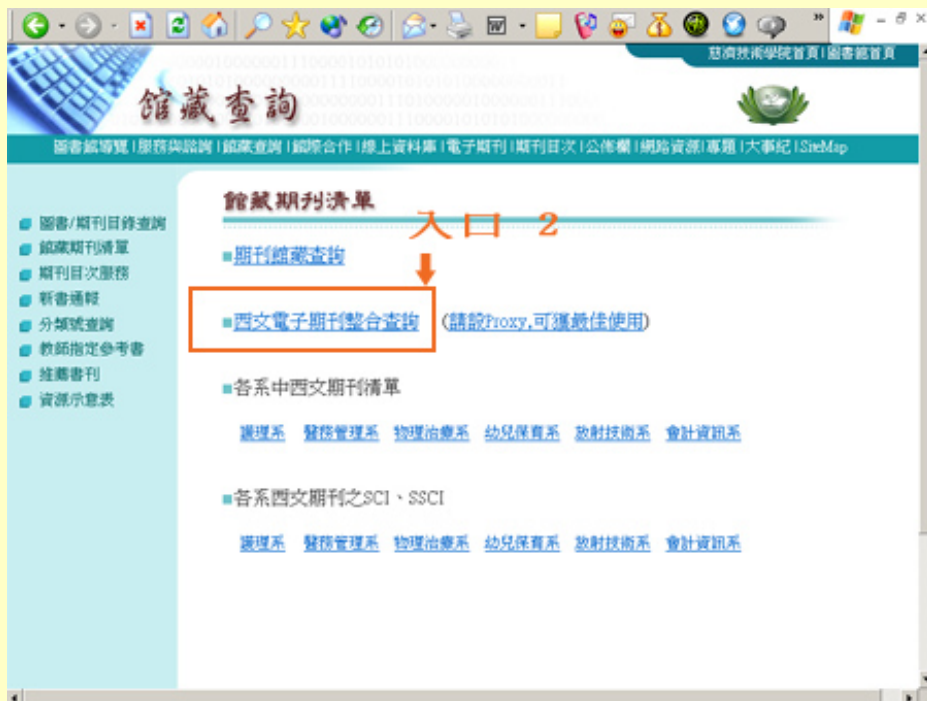 慈濟技術學院首頁|圖書館首頁
館藏查詢
圖書館導覽|服務與諮詢|館藏查詢|館際合作|線上資料庫|電子期刊|期刊目次|公佈欄|網路資源|專題|大事紀|SiteMap
館藏期刊清單
入口 2
圖書/期刊目錄查詢
館藏期刊清單
期刊目次服務
新書通報
分類號查詢
教師指定參考書
推薦書刊
資源示意表
期刊館藏查詢
西文電子期刊整合查詢 (請設Proxy,可獲最佳使用)
各系中西文期刊清單
護理系 醫務管理系 物理治療系 幼兒保育系 放射技術系 會計資訊系
各系西文期刊之SCI、SSCI
護理系 醫務管理系 物理治療系 幼兒保育系 放射技術系 會計資訊系